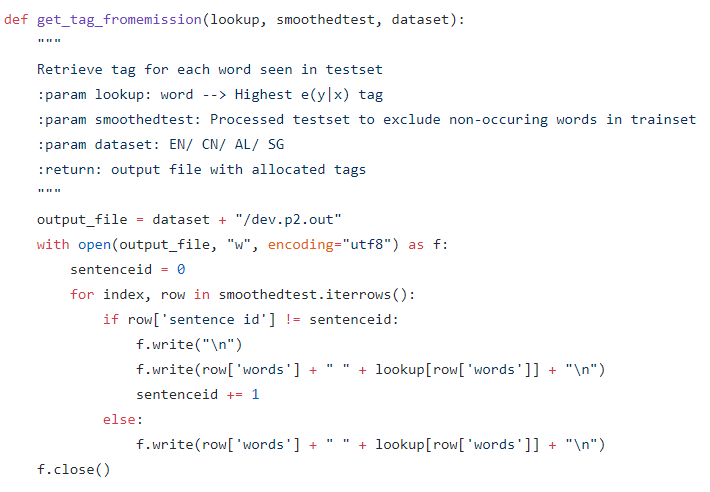 def get_tag_fromemission(lookup, smoothedtest, dataset):
    """
    Retrieve tag for each word seen in testset
    :param lookup: word --> Highest e(y|x) tag
    :param smoothedtest: Processed testset to exclude non-occuring words in trainset
    :param dataset: EN/ CN/ AL/ SG
    :return: output file with allocated tags
    """
    output_file = dataset + "/dev.p2.out"
    with open(output_file, "w", encoding="utf8") as f:
        sentenceid = 0
        for index, row in smoothedtest.iterrows():
            if row['sentence id'] != sentenceid:
                f.write("\n")
                f.write(row['words'] + " " + lookup[row['words']] + "\n")
                sentenceid += 1
            else:
                f.write(row['words'] + " " + lookup[row['words']] + "\n")
    f.close()